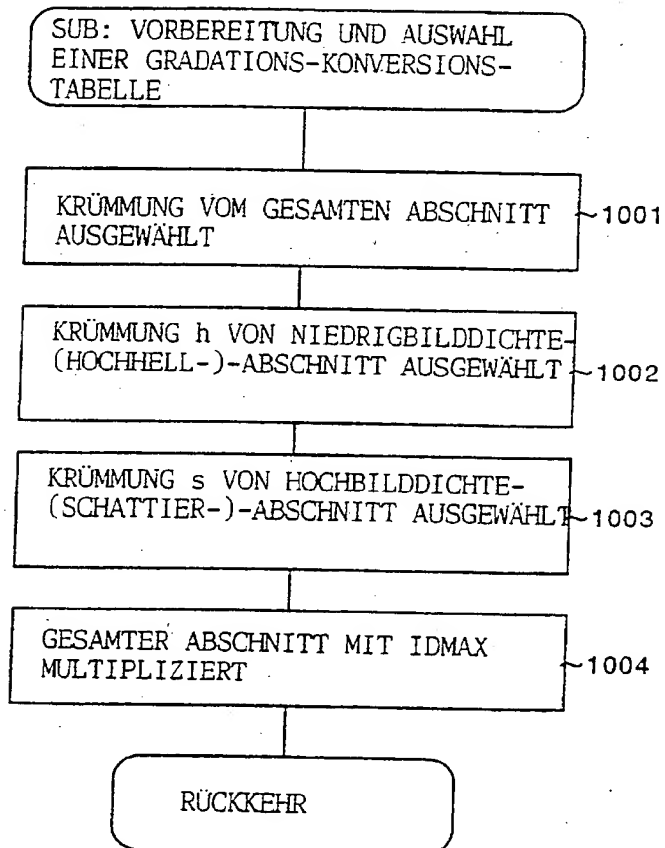 SUB: VORBEREITUNG UND AUSWAHL
EINER GRADATIONS-KONVERSIONS-
TABELLE
KRÜMMUNG VOM GESAMTEN ABSCHNITT
AUSGEWÄHLT
1001
KRÜMMUNG h VON NIEDRIGBILDDICHTE-
(HOCHHELL-)-ABSCHNITT AUSGEWÄHLT
1002
KRÜMMUNG s VON HOCHBILDDICHTE-
(SCHATTIER-)-ABSCHNITT AUSGEWÄHLT
1003
GESAMTER ABSCHNITT MIT IDMAX
MULTIPLIZIERT
1004
RÜCKKEHR